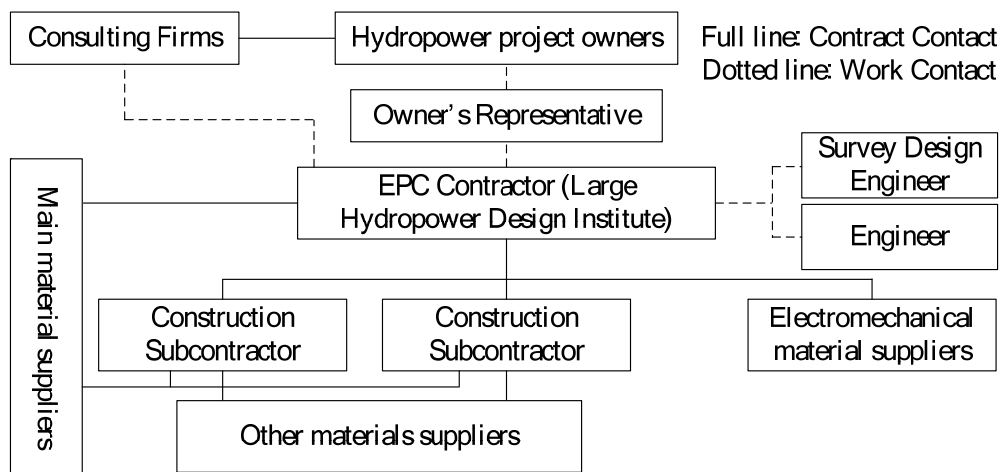 Consulting Firms
Hydropower project owners
Full line: Contract Contact
Dotted line: Work Contact
Owner's Representative
Survey Design
Engineer
EPC Contractor (Large
Hydropower Design Institute)
Engineer
Main material suppliers
Construction
Subcontractor
Construction
Subcontractor
Electromechanical
material suppliers
Other materials suppliers